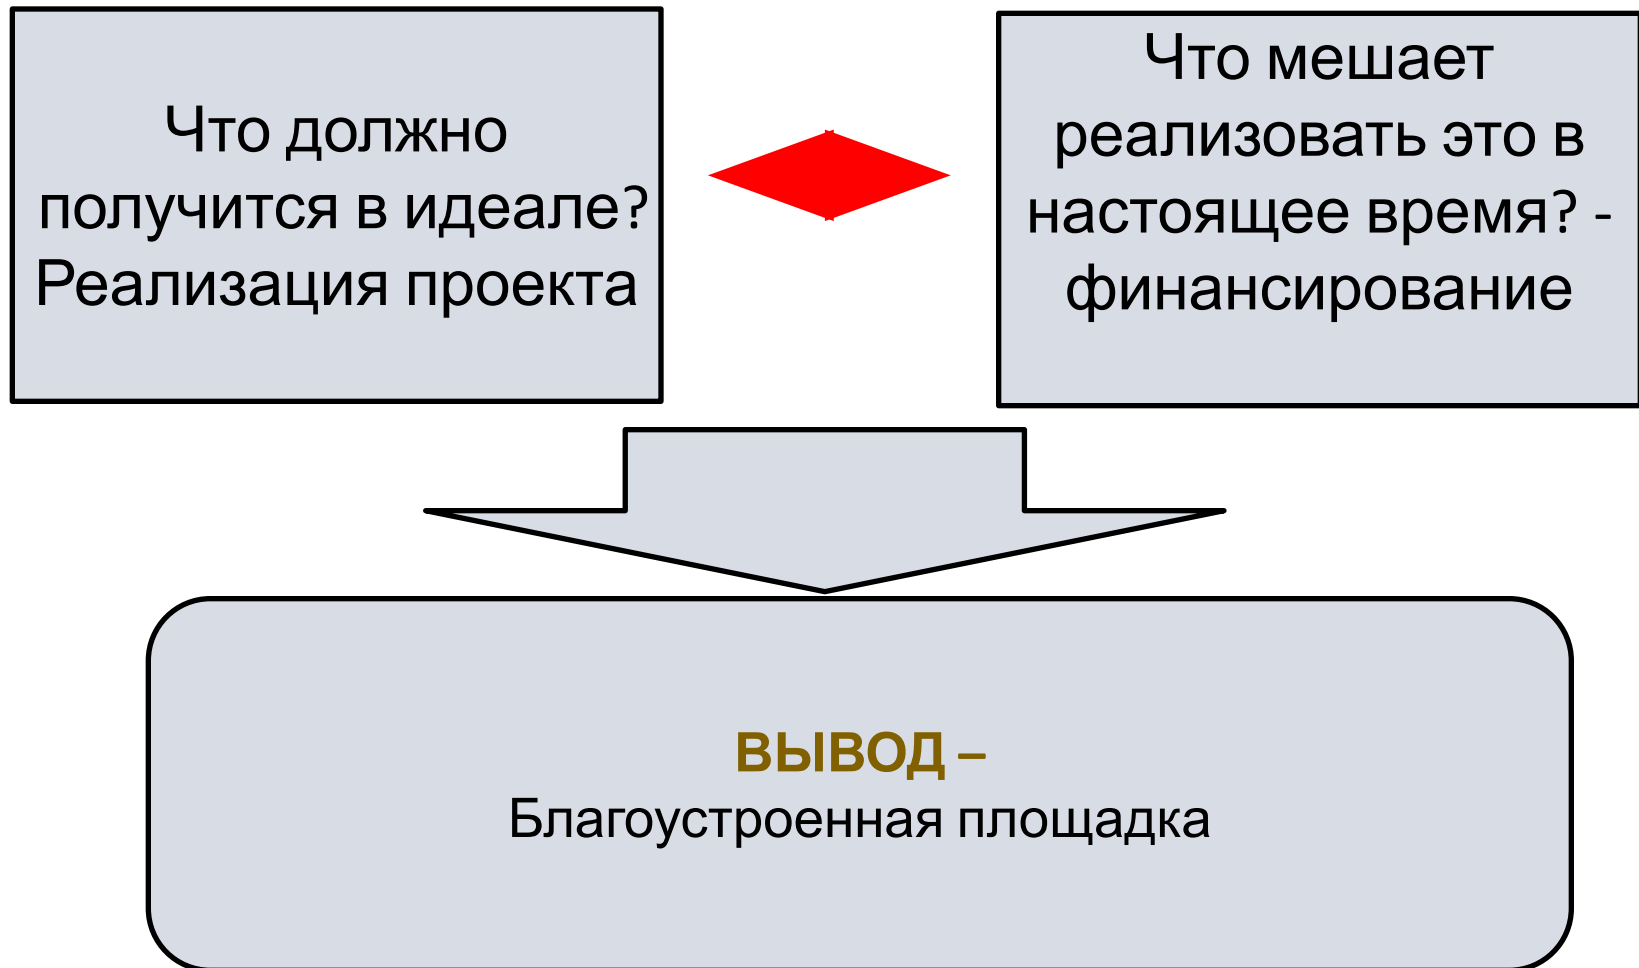 Что должно
получится в идеале?
Реализация проекта
Что мешает
реализовать это в
настоящее время? -
финансирование
ВЫВОД –
Благоустроенная площадка